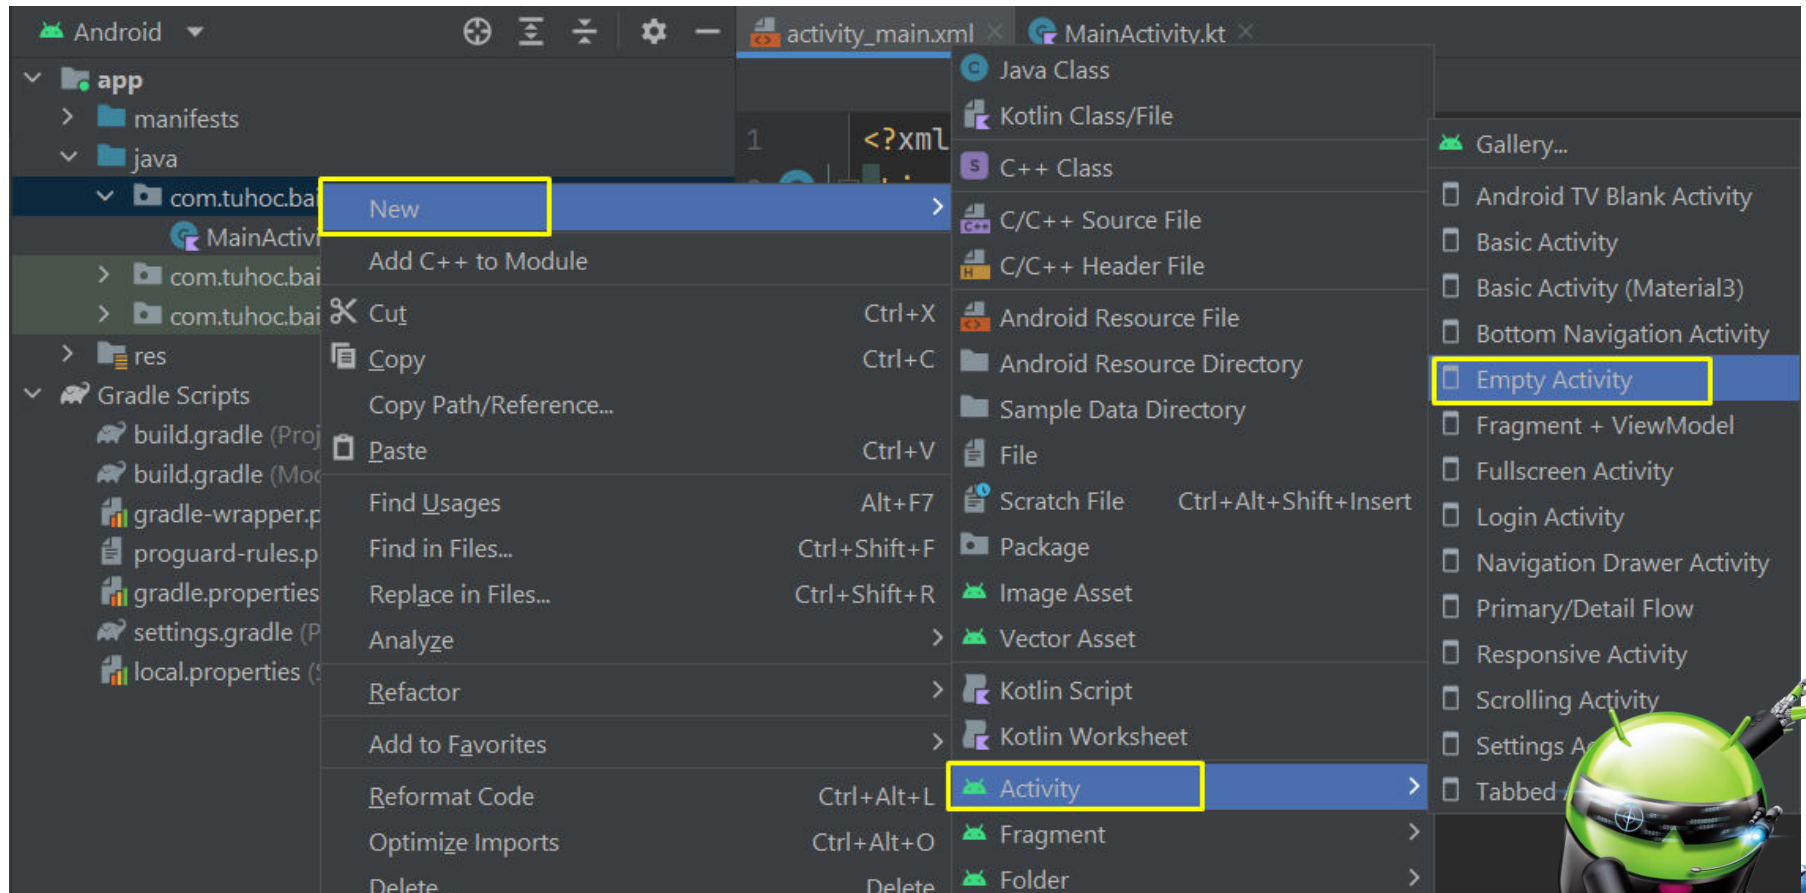 Android
app
manifests
java
com.tuhoc.bai
MainActivi
com.tuhoc.bai
com.tuhoc.bai
res
Gradle Scripts
build.gradle (Proj
build.gradle (Mod
gradle-wrapper.p
proguard-rules.p
gradle.properties
settings.gradle (P
local.properties (S
activity_main.xml
MainActivity.kt
1
<?xml
New
Add C++ to Module
Cut Ctrl+X
Copy Ctrl+C
Copy Path/Reference...
Paste Ctrl+V
Find Usages Alt+F7
Find in Files... Ctrl+Shift+F
Replace in Files... Ctrl+Shift+R
Analyze
Refactor
Add to Favorites
Reformat Code Ctrl+Alt+L
Optimize Imports Ctrl+Alt+O
Delete... Delete
Java Class
Kotlin Class/File
C++ Class
C/C++ Source File
C/C++ Header File
Android Resource File
Android Resource Directory
Sample Data Directory
File
Scratch File Ctrl+Alt+Shift+Insert
Package
Image Asset
Vector Asset
Kotlin Script
Kotlin Worksheet
Activity
Fragment
Folder
Gallery...
Android TV Blank Activity
Basic Activity
Basic Activity (Material3)
Bottom Navigation Activity
Empty Activity
Fragment + ViewModel
Fullscreen Activity
Login Activity
Navigation Drawer Activity
Primary/Detail Flow
Responsive Activity
Scrolling Activity
Settings A
Tabbed